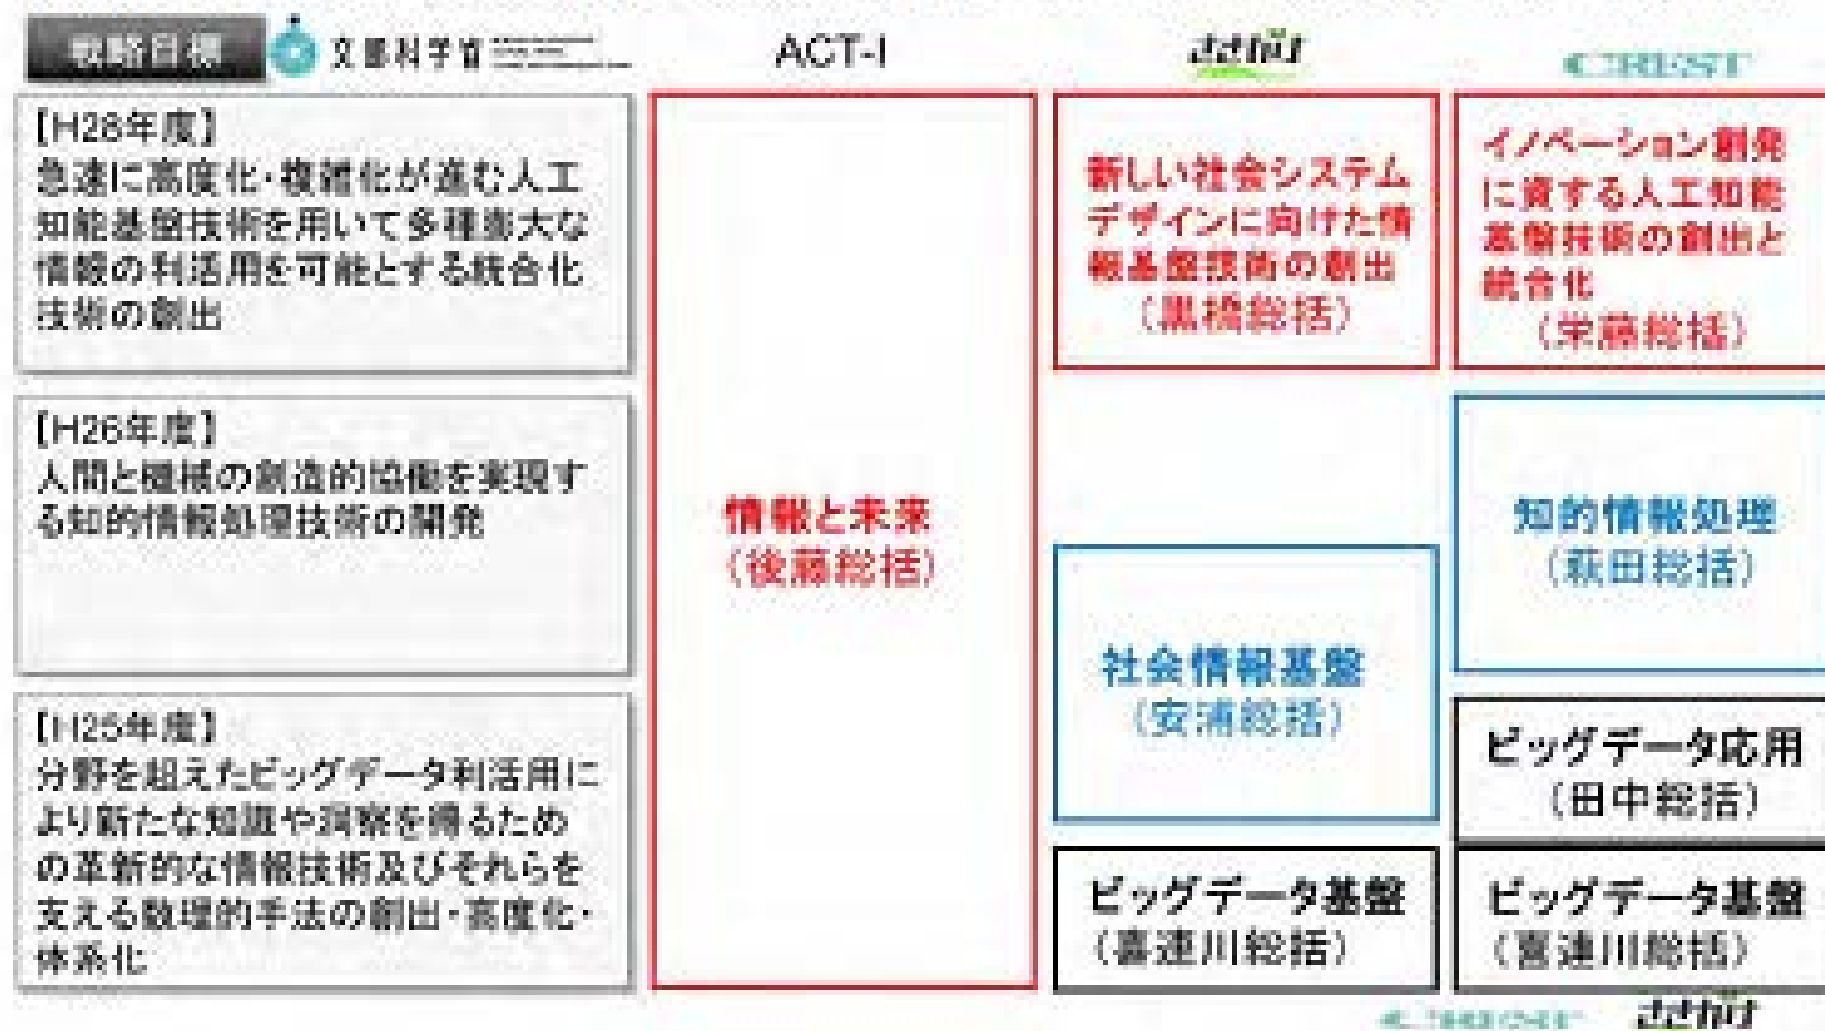 戦略目標
文部科学省
ACT-I
さきがけ
CREST
【H28年度】
急速に高度化・複雑化が進む人工
知能基盤技術を用いて多種膨大な
情報の利活用を可能とする統合化
技術の創出
【H26年度】
人間と機械の創造的協働を実現す
る知的情報処理技術の開発
【H25年度】
分野を超えたビッグデータ利活用に
より新たな知識や洞察を得るため
の革新的な情報技術及びそれらを
支える数理的手法の創出・高度化・
体系化
情報と未来
(後藤総括)
新しい社会システム
デザインに向けた情
報基盤技術の創出
(黒橋総括)
社会情報基盤
(安浦総括)
ビッグデータ基盤
(喜連川総括)
イノベーション創発
に資する人工知能
基盤技術の創出と
統合化
(栄藤総括)
知的情報処理
(萩田総括)
ビッグデータ応用
(田中総括)
ビッグデータ基盤
(喜連川総括)
CREST
さきがけ